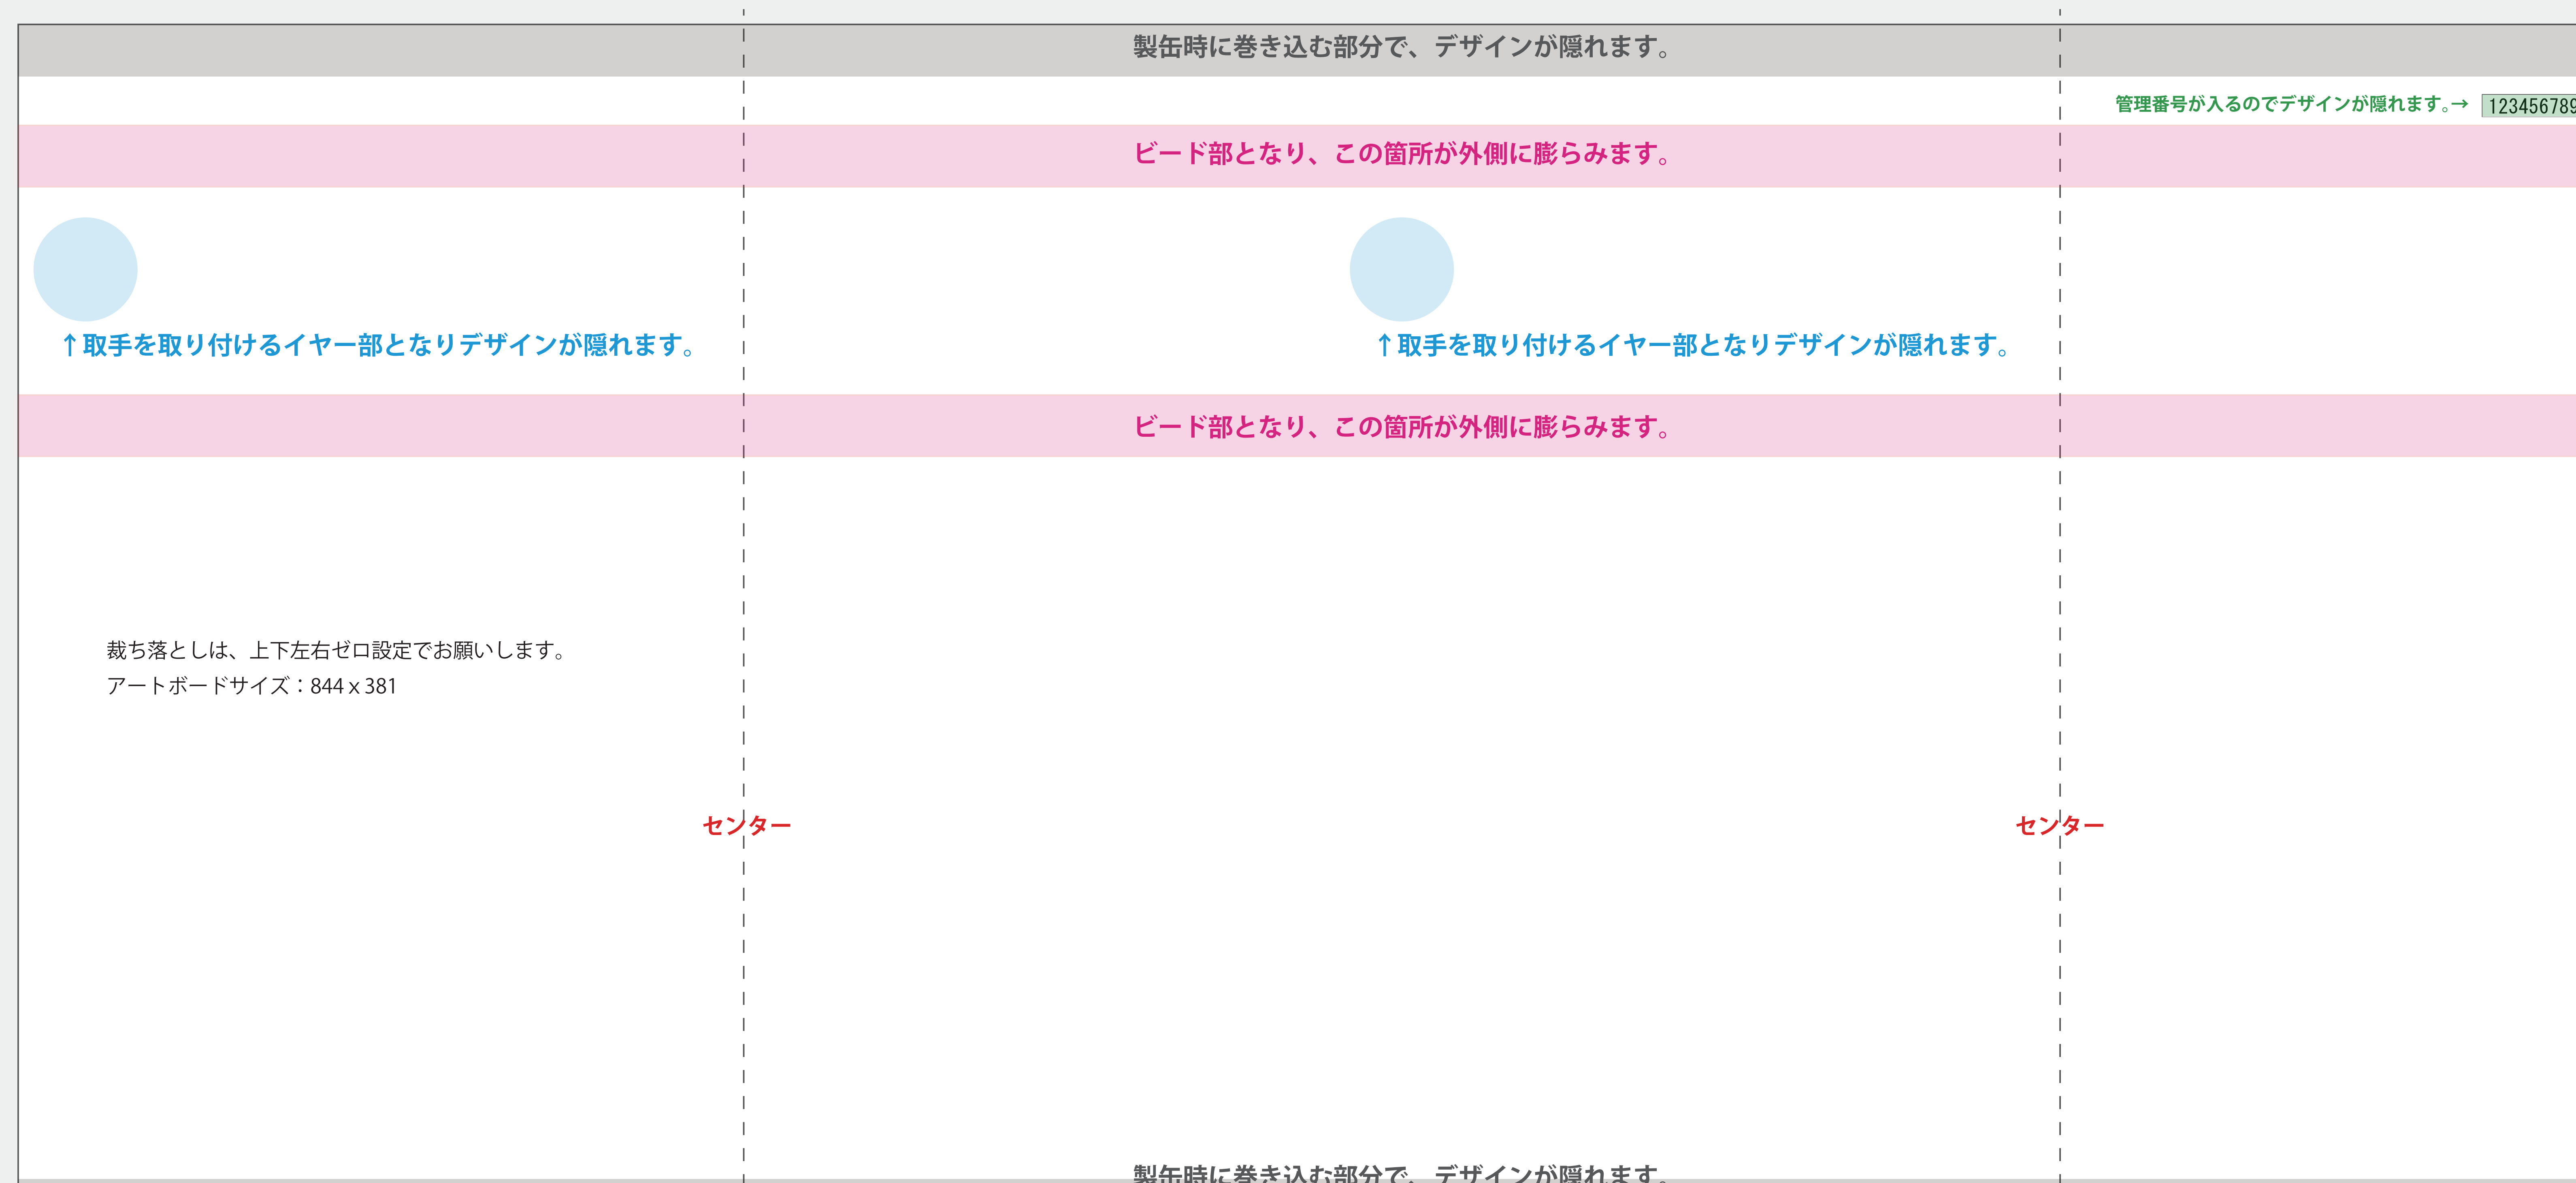 製缶時に巻き込む部分で、デザインが隠れます。
管理番号が入るのでデザインが隠れます。→ 123456789
ビード部となり、この箇所が外側に膨らみます。
↑取手を取り付けるイヤー部となりデザインが隠れます。
↑取手を取り付けるイヤー部となりデザインが隠れます。
ビード部となり、この箇所が外側に膨らみます。
裁ち落としは、上下左右ゼロ設定でお願いします。
アートボードサイズ：844 x 381
センター
センター
製缶時に巻き込む部分で、デザインが隠れます。